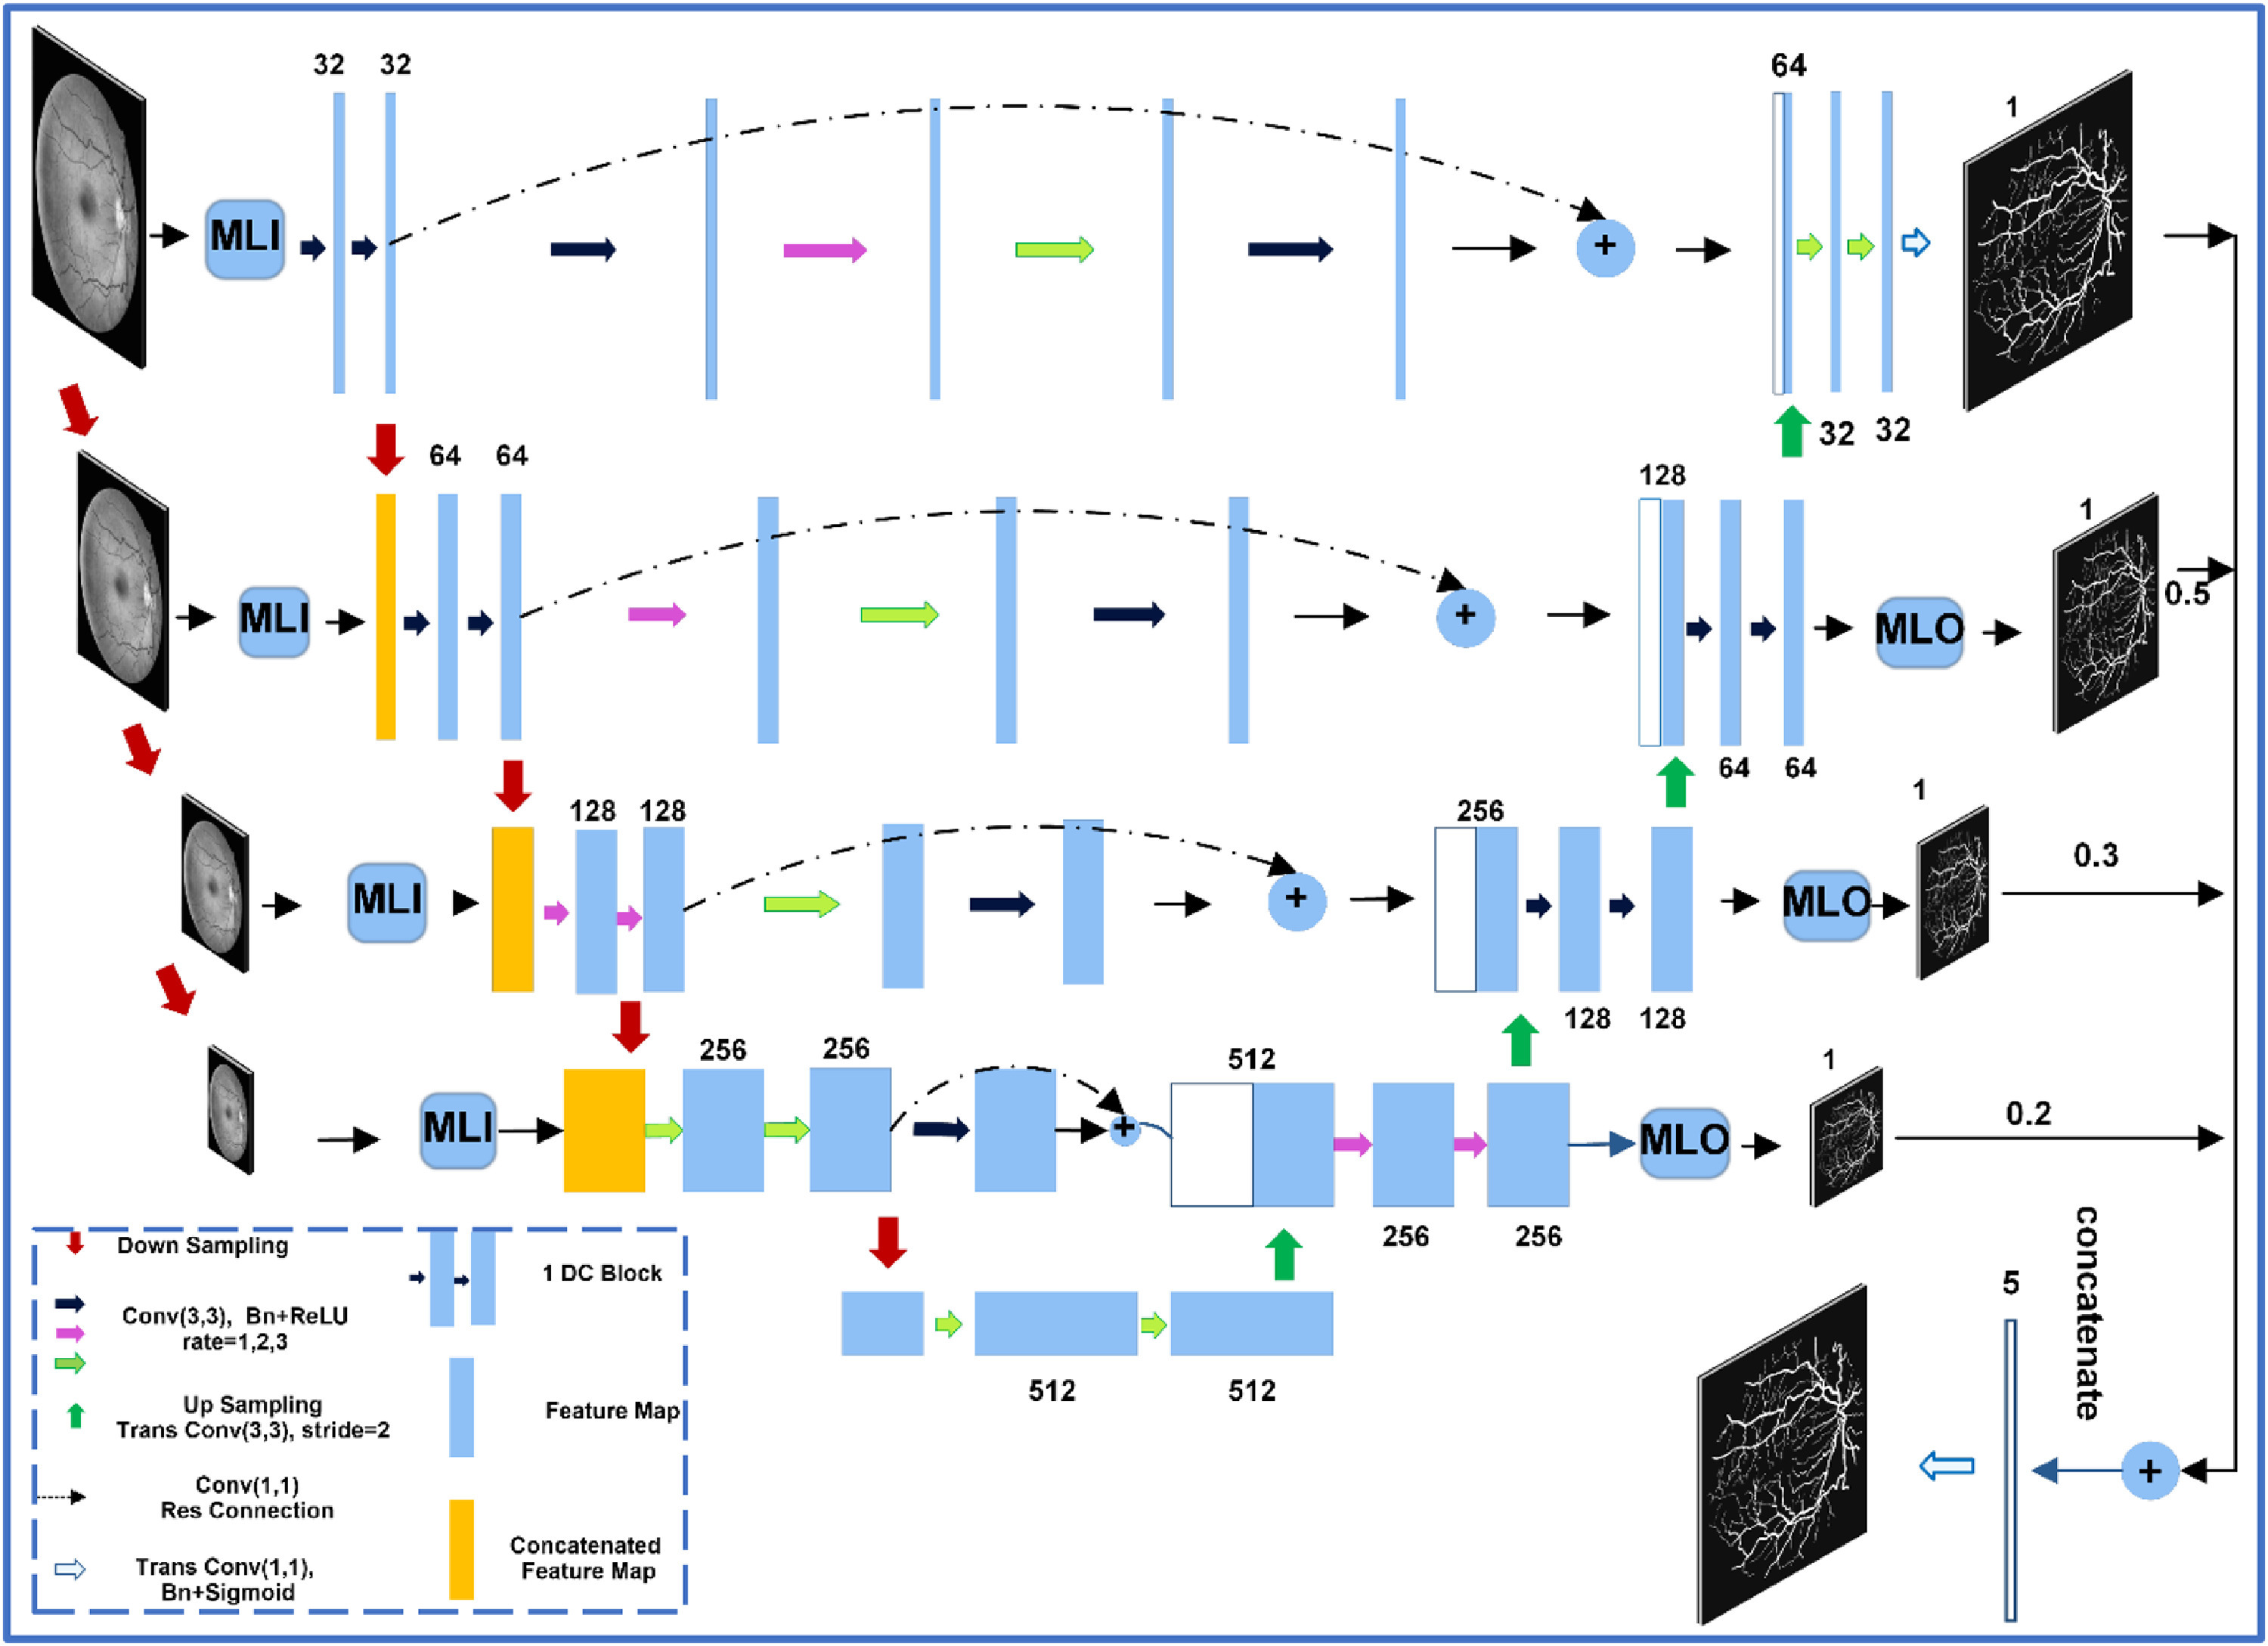 32 32 64 1
MLI +
32 32
64 64 128 1
MLI + MLO 0.5
64 64
128 128 256 1
MLI + MLO 0.3
128 128
256 256 512 1
MLI + MLO 0.2
256 256
512 512
concatenate
5
+
Down Sampling
1 DC Block
Conv(3,3), Bn+ReLU
rate=1,2,3
Up Sampling
Trans Conv(3,3), stride=2
Feature Map
Conv(1,1)
Res Connection
Concatenated
Feature Map
Trans Conv(1,1),
Bn+Sigmoid